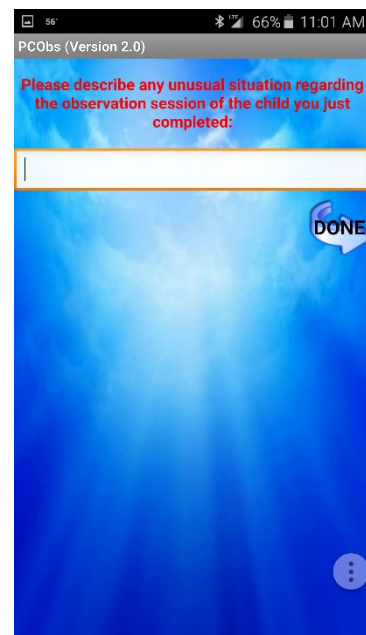 56° LTE 66% 11:01 AM
PCObs (Version 2.0)
Please describe any unusual situation regarding
the observation session of the child you just
completed:
DONE